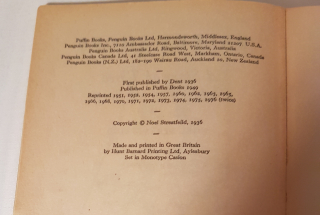 Puffin Books, Penguin Books Ltd, Harmondsworth, Middlesex, England
Penguin Books Inc., 7110 Ambassador Road, Baltimore, Maryland 21207 U.S.A.
Penguin Books Australia Ltd, Ringwood, Victoria, Australia
Penguin Books Canada Ltd, 41 Steelcase Road West, Markham, Ontario, Canada
Penguin Books (N.Z.) Ltd, 182-190 Wairau Road, Auckland 10, New Zealand
First published by Dent 1936
Published in Puffin Books 1949
Reprinted 1951, 1954, 1957, 1960, 1962, 1963, 1965,
1966, 1968, 1970, 1971, 1972, 1973, 1974, 1975, 1976 (twice)
Copyright © Noel Streatfeild, 1936
Made and printed in Great Britain
by Hunt Barnard Printing Ltd, Aylesbury
Set in Monotype Caslon